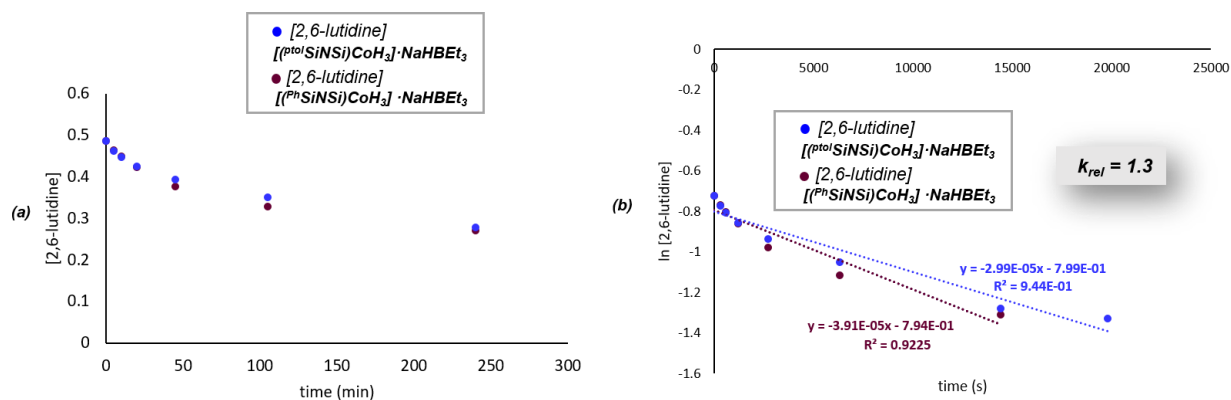 [2,6-lutidine]
[(ptolSiNSi)CoH3]·NaHBEt3
[2,6-lutidine]
[(PhSiNSi)CoH3] ·NaHBEt3
0.6
0.5
0.4
0.3
0.2
0.1
0
0
50
100
150
200
250
300
[2,6-lutidine]
time (min)
(a)
0
-0.2
-0.4
-0.6
-0.8
-1
-1.2
-1.4
-1.6
0
5000
10000
15000
20000
25000
[2,6-lutidine]
[(ptolSiNSi)CoH3]·NaHBEt3
[2,6-lutidine]
[(PhSiNSi)CoH3] ·NaHBEt3
krel = 1.3
(b)
ln [2,6-lutidine]
y = -2.99E-05x - 7.99E-01
R² = 9.44E-01
y = -3.91E-05x - 7.94E-01
R² = 0.9225
time (s)